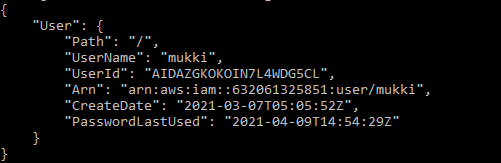 {
    "User": {
        "Path": "/",
        "UserName": "mukki",
        "UserId": "AIDAZGKOKOIN7L4WDG5CL",
        "Arn": "arn:aws:iam::632061325851:user/mukki",
        "CreateDate": "2021-03-07T05:05:52Z",
        "PasswordLastUsed": "2021-04-09T14:54:29Z"
    }
}